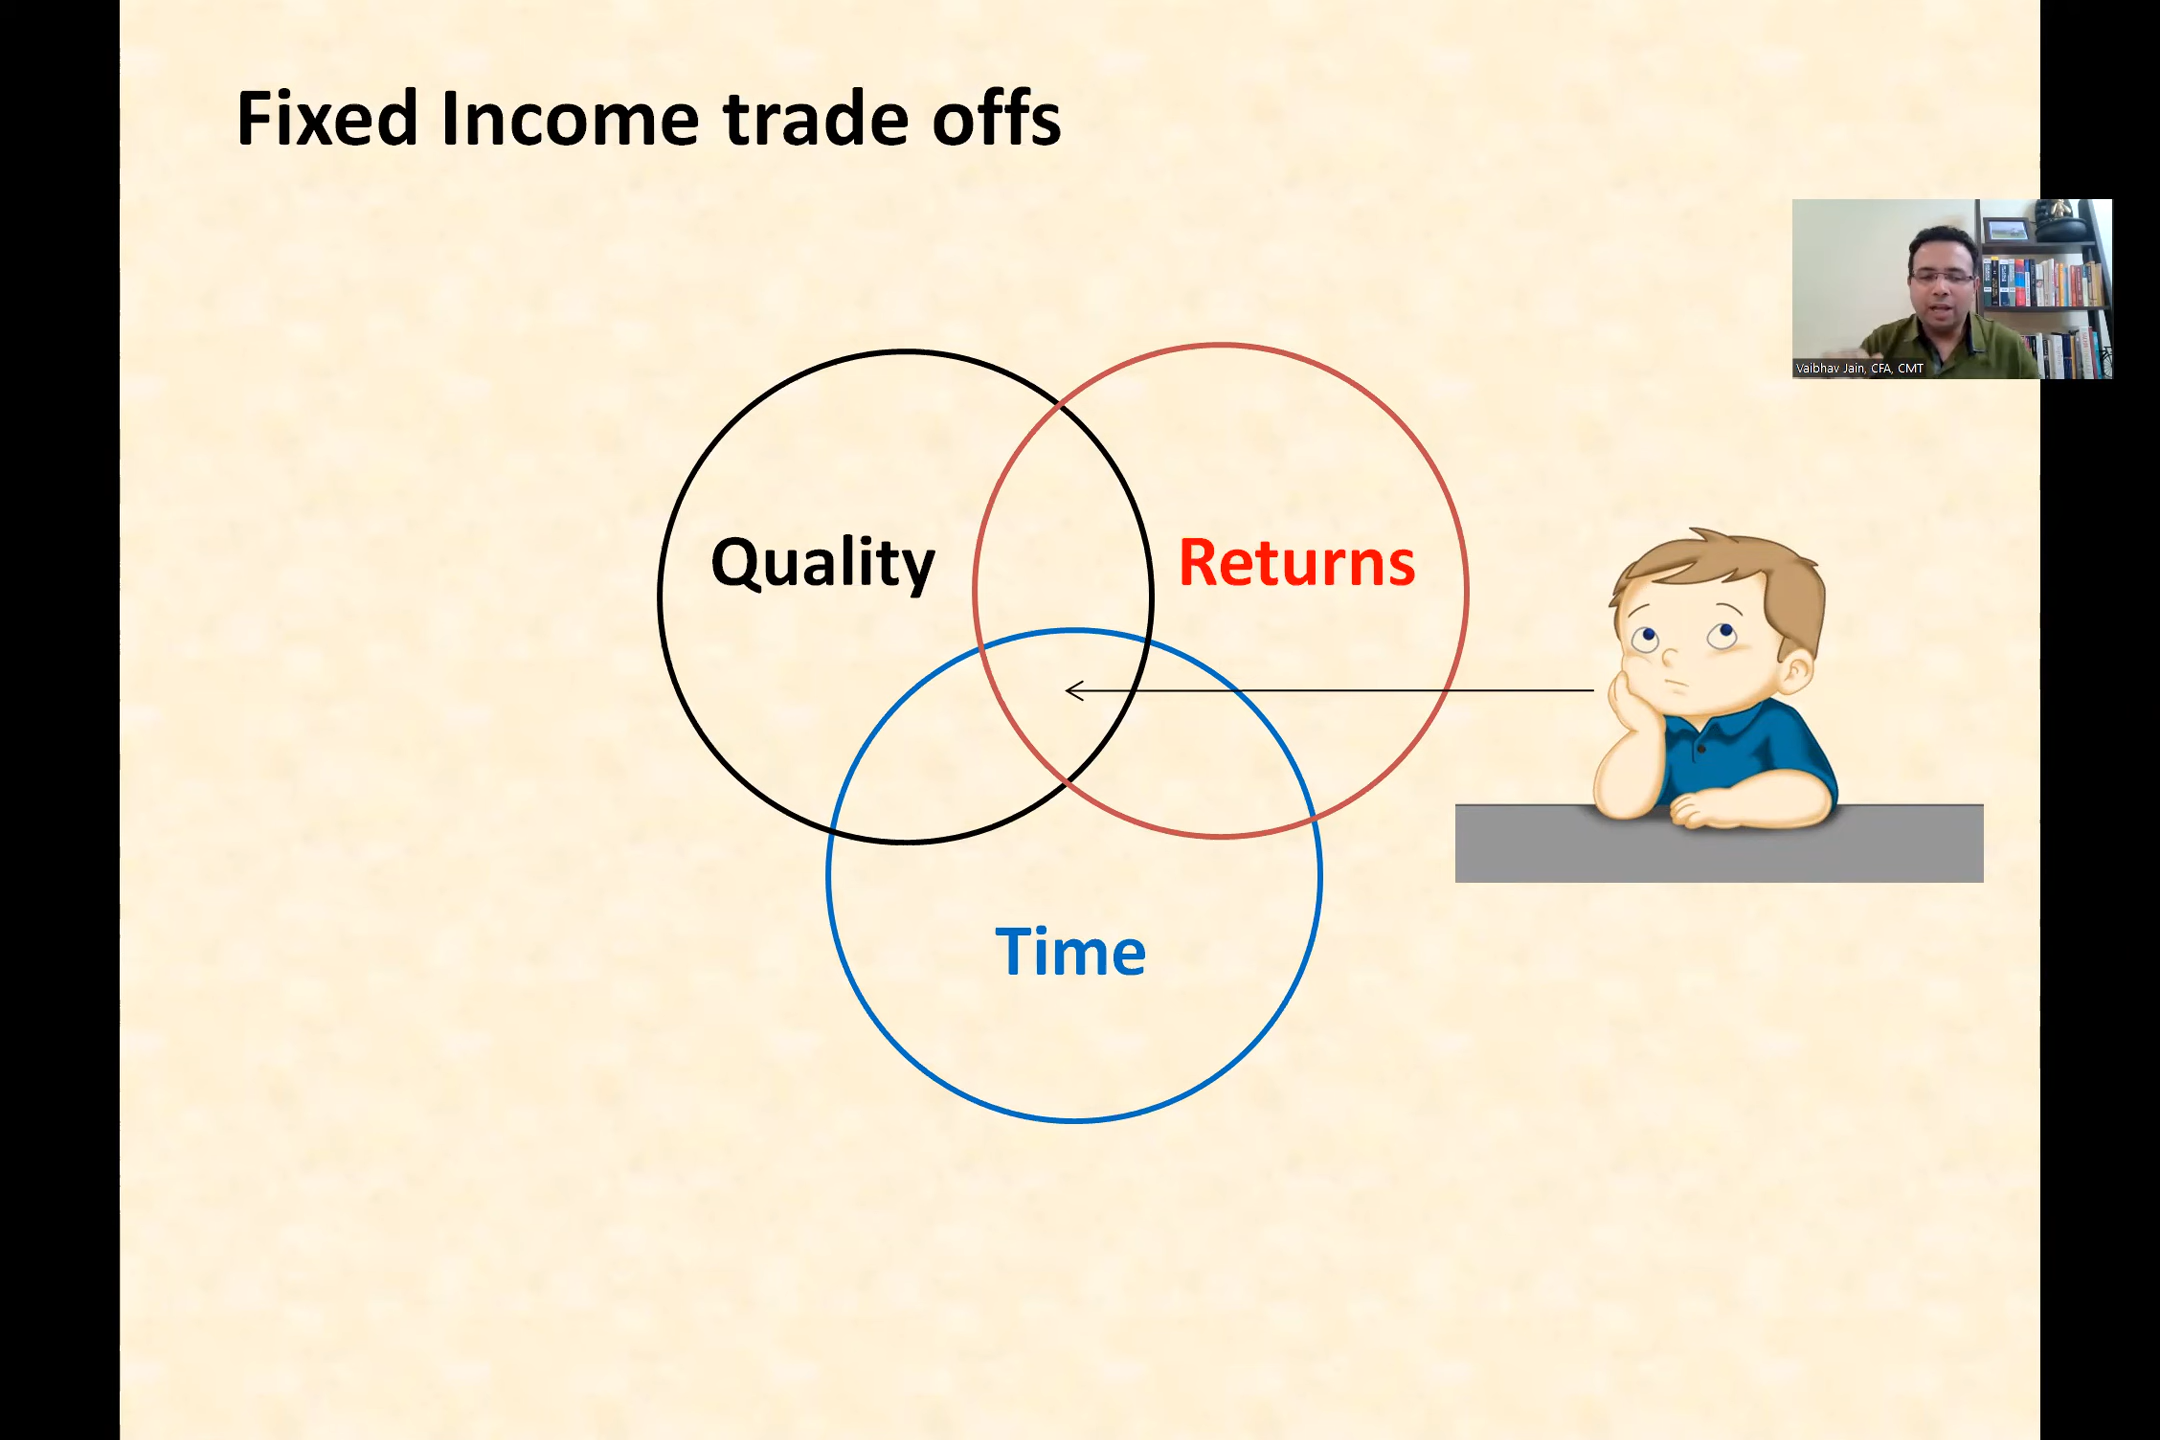 Fixed Income trade offs
Vaibhav Jain, CFA, CMT
Quality
Returns
Time